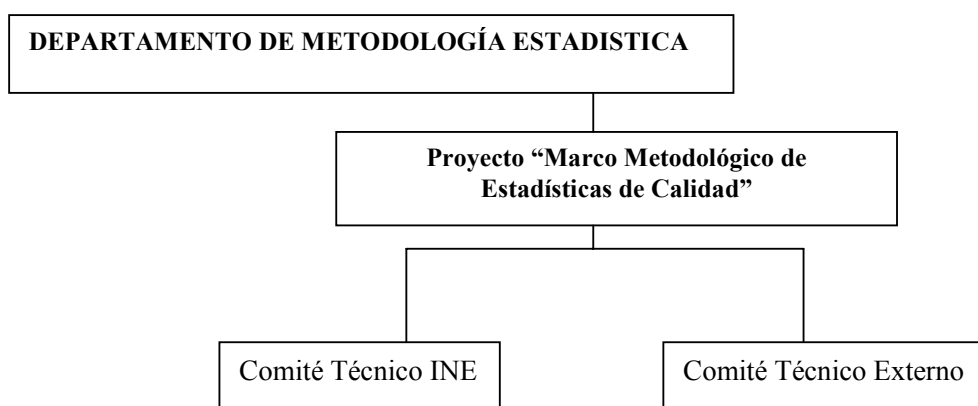 DEPARTAMENTO DE METODOLOGÍA ESTADISTICA
Proyecto “Marco Metodológico de
Estadísticas de Calidad”
Comité Técnico INE
Comité Técnico Externo